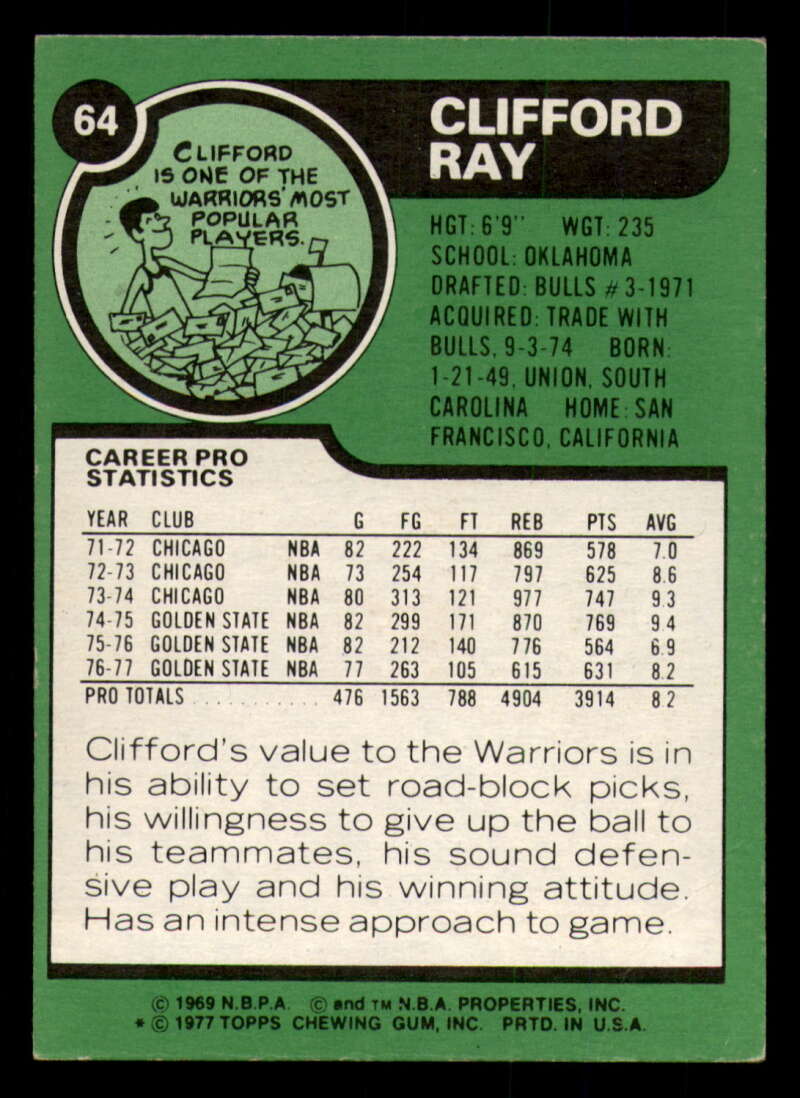 64
CLIFFORD
IS ONE OF THE
WARRIORS' MOST
POPULAR
PLAYERS.
CLIFFORD
RAY
HGT: 6'9" WGT: 235
SCHOOL: OKLAHOMA
DRAFTED: BULLS #3-1971
ACQUIRED: TRADE WITH
BULLS, 9-3-74 BORN:
1-21-49, UNION, SOUTH
CAROLINA HOME: SAN
FRANCISCO, CALIFORNIA
CAREER PRO
STATISTICS
YEAR CLUB G FG FT REB PTS AVG
71-72 CHICAGO NBA 82 222 134 869 578 7.0
72-73 CHICAGO NBA 73 254 117 797 625 8.6
73-74 CHICAGO NBA 80 313 121 977 747 9.3
74-75 GOLDEN STATE NBA 82 299 171 870 769 9.4
75-76 GOLDEN STATE NBA 82 212 140 776 564 6.9
76-77 GOLDEN STATE NBA 77 263 105 615 631 8.2
PRO TOTALS ............ 476 1563 788 4904 3914 8.2
Clifford's value to the Warriors is in
his ability to set road-block picks,
his willingness to give up the ball to
his teammates, his sound defen-
sive play and his winning attitude.
Has an intense approach to game.
© 1969 N.B.P.A. © and TM N.B.A. PROPERTIES, INC.
* © 1977 TOPPS CHEWING GUM, INC. PRTD. IN U.S.A.